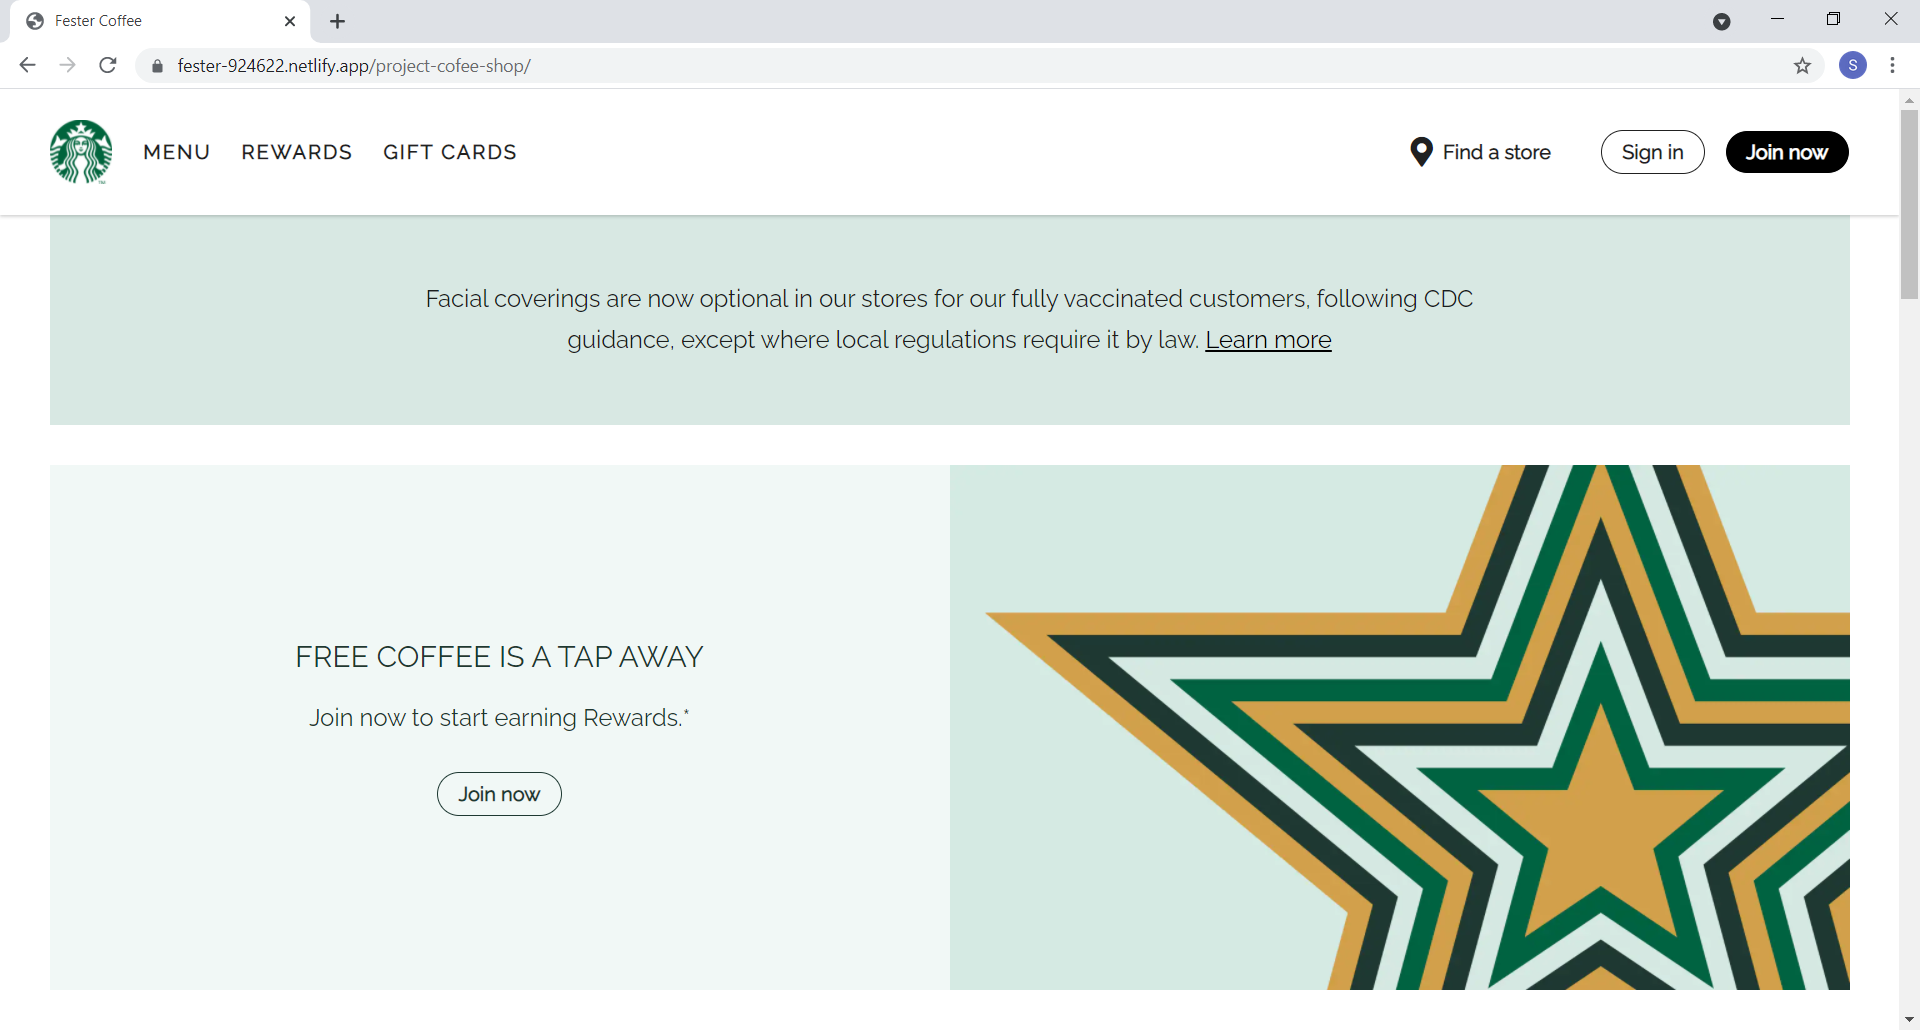 Fester Coffee
fester-924622.netlify.app/project-cofee-shop/
S
MENU REWARDS GIFT CARDS Find a store Sign in Join now
TM
Facial coverings are now optional in our stores for our fully vaccinated customers, following CDC
guidance, except where local regulations require it by law. Learn more
FREE COFFEE IS A TAP AWAY
Join now to start earning Rewards.*
Join now